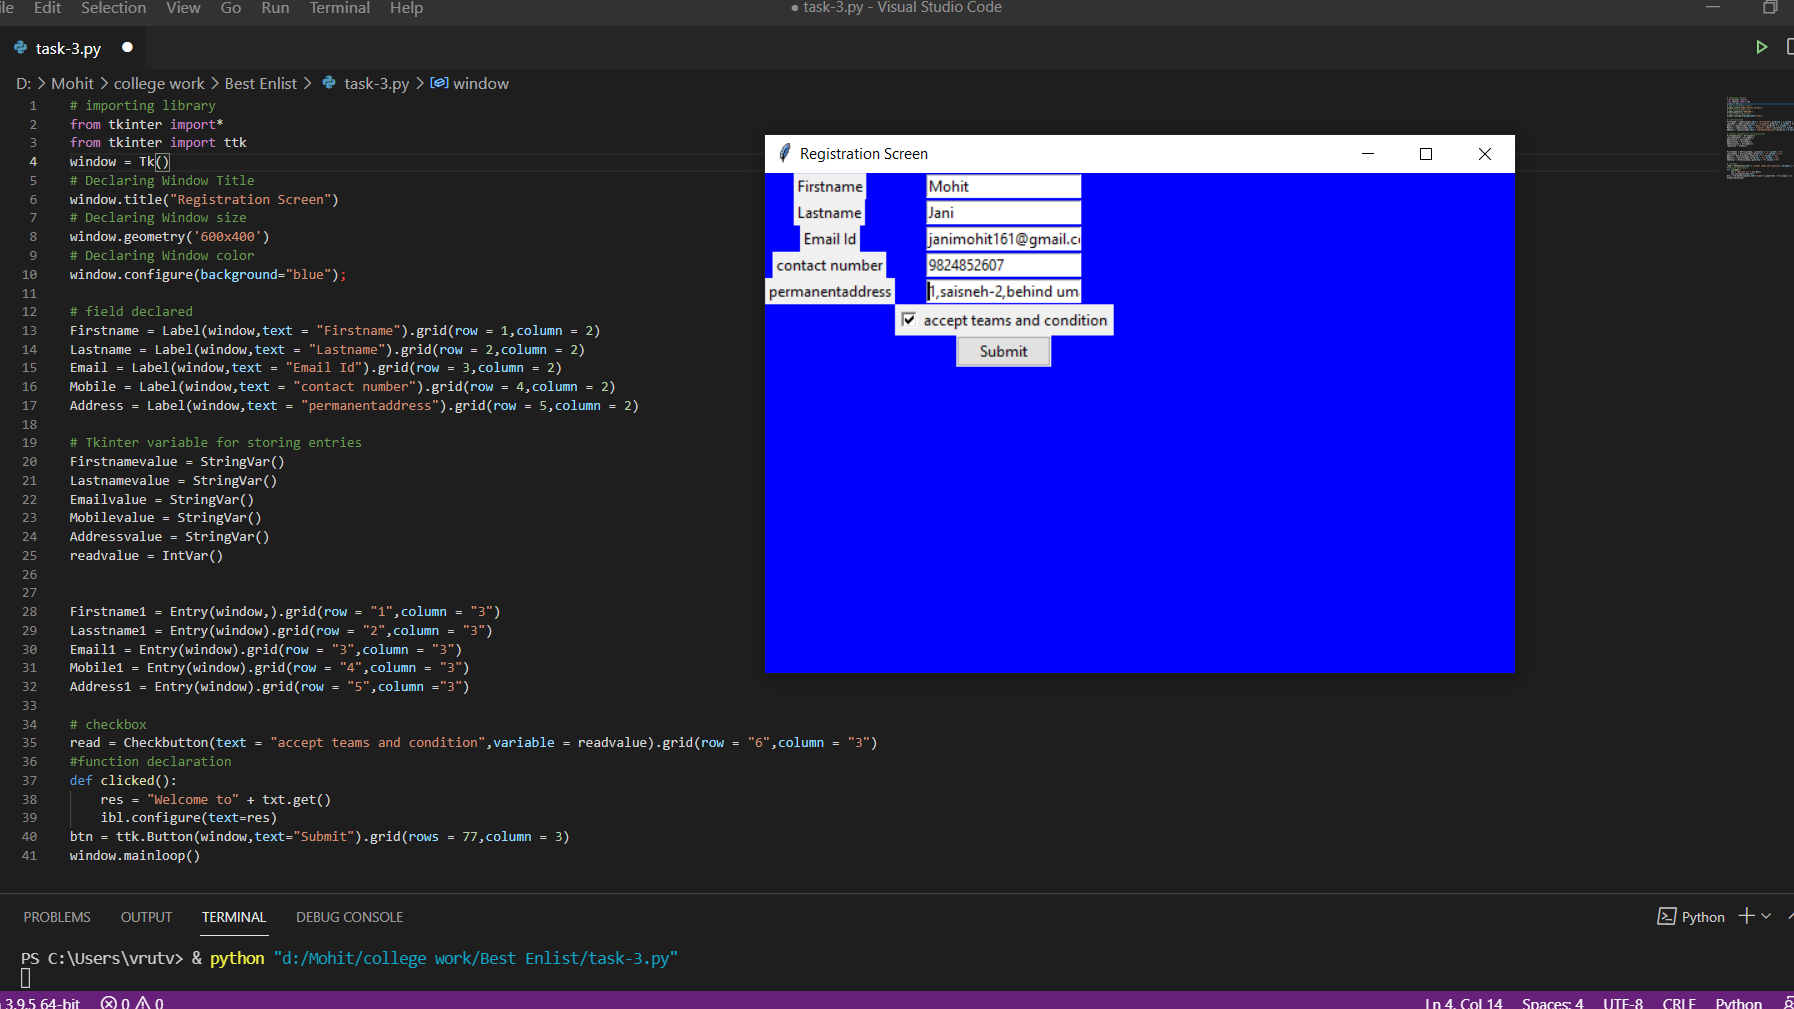 Edit Selection View Go Run Terminal Help
● task-3.py - Visual Studio Code
task-3.py ●
D: > Mohit > college work > Best Enlist > task-3.py > window
1 # importing library
2 from tkinter import*
3 from tkinter import ttk
4 window = Tk()
5 # Declaring Window Title
6 window.title("Registration Screen")
7 # Declaring Window size
8 window.geometry('600x400')
9 # Declaring Window color
10 window.configure(background="blue");
11
12 # field declared
13 Firstname = Label(window,text = "Firstname").grid(row = 1,column = 2)
14 Lastname = Label(window,text = "Lastname").grid(row = 2,column = 2)
15 Email = Label(window,text = "Email Id").grid(row = 3,column = 2)
16 Mobile = Label(window,text = "contact number").grid(row = 4,column = 2)
17 Address = Label(window,text = "permanentaddress").grid(row = 5,column = 2)
18
19 # Tkinter variable for storing entries
20 Firstnamevalue = StringVar()
21 Lastnamevalue = StringVar()
22 Emailvalue = StringVar()
23 Mobilevalue = StringVar()
24 Addressvalue = StringVar()
25 readvalue = IntVar()
26
27
28 Firstname1 = Entry(window,).grid(row = "1",column = "3")
29 Lasstname1 = Entry(window).grid(row = "2",column = "3")
30 Email1 = Entry(window).grid(row = "3",column = "3")
31 Mobile1 = Entry(window).grid(row = "4",column = "3")
32 Address1 = Entry(window).grid(row = "5",column ="3")
33
34 # checkbox
35 read = Checkbutton(text = "accept teams and condition",variable = readvalue).grid(row = "6",column = "3")
36 #function declaration
37 def clicked():
38 res = "Welcome to" + txt.get()
39 ibl.configure(text=res)
40 btn = ttk.Button(window,text="Submit").grid(rows = 77,column = 3)
41 window.mainloop()
Registration Screen
Firstname Mohit
Lastname Jani
Email Id janimohit161@gmail.c
contact number 9824852607
permanentaddress 1,saisneh-2,behind um
accept teams and condition
Submit
PROBLEMS OUTPUT TERMINAL DEBUG CONSOLE
Python
PS C:\Users\vrutv> & python "d:/Mohit/college work/Best Enlist/task-3.py"
3.9.5 64-bit 0 0
Ln 4, Col 14 Spaces: 4 UTF-8 CRLF Python